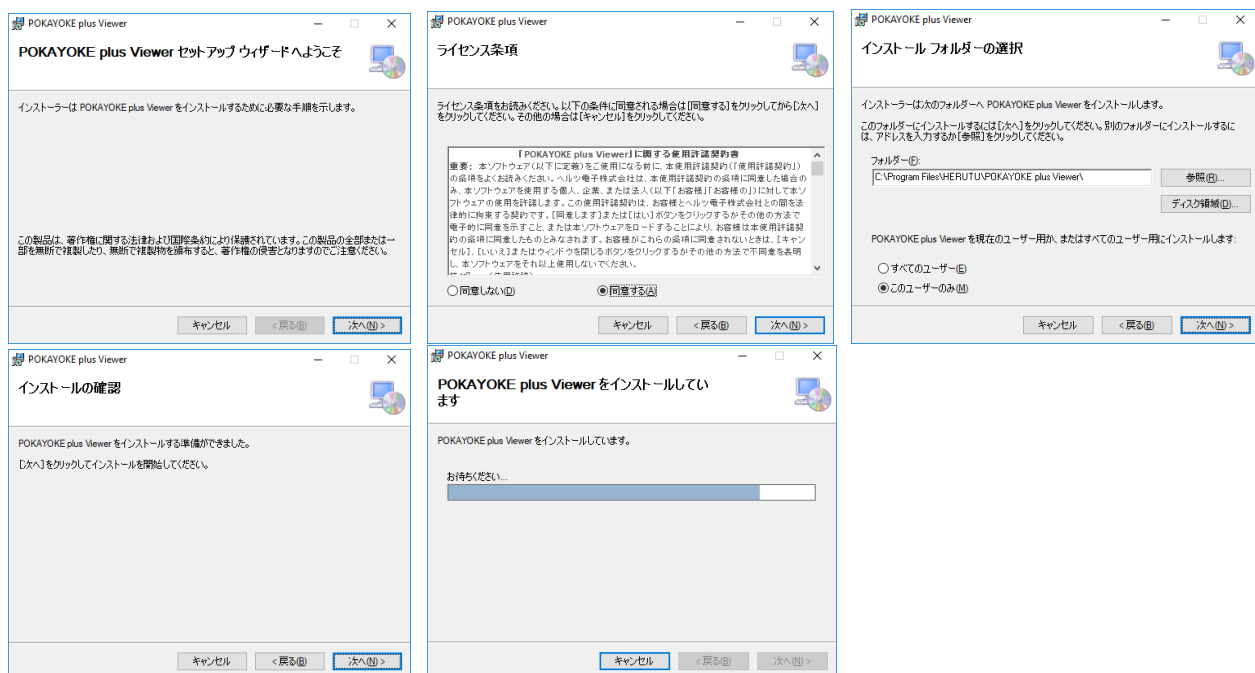 POKAYOKE plus Viewer
POKAYOKE plus Viewer セットアップ ウィザードへようこそ
インストーラーは POKAYOKE plus Viewer をインストールするために必要な手順を示します。
この製品は、著作権に関する法律および国際条約により保護されています。この製品の全部または一
部を無断で複製したり、無断で複製物を頒布すると、著作権の侵害となりますのでご注意ください。
キャンセル
< 戻る(B)
次へ(N) >
POKAYOKE plus Viewer
ライセンス条項
ライセンス条項をお読みください。以下の条件に同意される場合は[同意する]をクリックしてから[次へ]
をクリックしてください。その他の場合は[キャンセル]をクリックしてください。
「POKAYOKE plus Viewer」に関する使用許諾契約書
重要: 本ソフトウェア(以下に定義)をご使用になる前に、本使用許諾契約(「使用許諾契約」)
の条項をよくお読みください。ヘルツ電子株式会社は、本使用許諾契約の条項に同意した場合の
み、本ソフトウェアを使用する個人、企業、または法人(以下「お客様」「お客様の」)に対して本ソ
フトウェアの使用を許諾します。この使用許諾契約は、お客様とヘルツ電子株式会社との間を法
律的に拘束する契約です。[同意します]または[はい]ボタンをクリックするかその他の方法で
電子的に同意を示すこと、または本ソフトウェアをロードすることにより、お客様は本使用許諾契
約の条項に同意したものとみなされます。お客様がこれらの条項に同意されないときは、[キャン
セル]、[いいえ]またはウィンドウを閉じるボタンをクリックするかその他の方法で不同意を表明
し、本ソフトウェアをそれ以上使用しないでください。
同意しない(D)
同意する(A)
キャンセル
< 戻る(B)
次へ(N) >
POKAYOKE plus Viewer
インストール フォルダーの選択
インストーラーは次のフォルダーへ POKAYOKE plus Viewer をインストールします。
このフォルダーにインストールするには[次へ]をクリックしてください。別のフォルダーにインストールするに
は、アドレスを入力するか[参照]をクリックしてください。
フォルダー(F):
C:\Program Files\HERUTU\POKAYOKE plus Viewer\
参照(R)...
ディスク領域(D)...
POKAYOKE plus Viewer を現在のユーザー用か、またはすべてのユーザー用にインストールします:
すべてのユーザー(E)
このユーザーのみ(M)
キャンセル
< 戻る(B)
次へ(N) >
POKAYOKE plus Viewer
インストールの確認
POKAYOKE plus Viewer をインストールする準備ができました。
[次へ]をクリックしてインストールを開始してください。
キャンセル
< 戻る(B)
次へ(N) >
POKAYOKE plus Viewer
POKAYOKE plus Viewer をインストールしてい
ます
POKAYOKE plus Viewer をインストールしています。
お待ちください...
キャンセル
< 戻る(B)
次へ(N) >